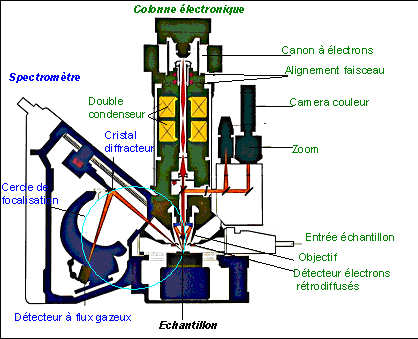 Colonne électronique
Canon à électrons
Spectromètre
Alignement faisceau
Double
condenseur
Camera couleur
Cristal
diffracteur
Zoom
Cercle de
focalisation
Entrée échantillon
Objectif
Détecteur électrons
rétrodiffusés
Détecteur à flux gazeux
Echantillon